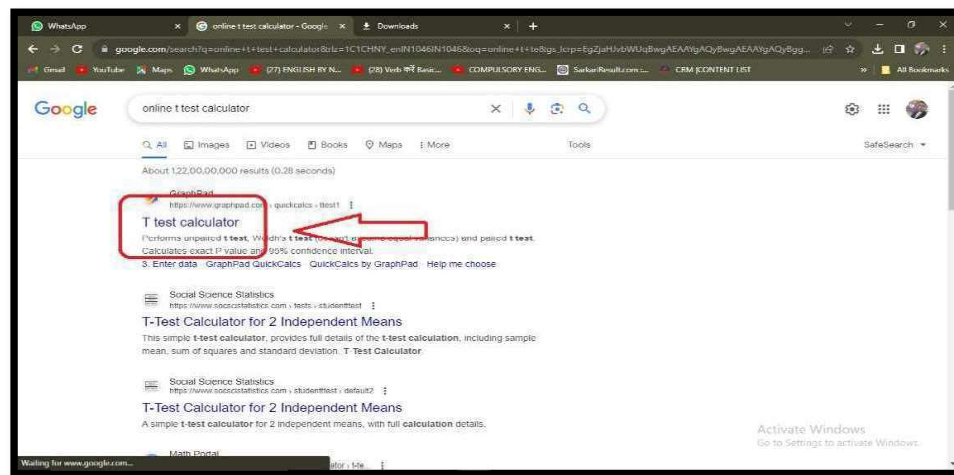 WhatsApp
online t test calculator - Google
Downloads
google.com/search?q=online+t+test+calculator&rlz=1C1CHNY_enIN1046IN1046&oq=online+t+te&gs_lcrp=
Gmail YouTube Maps WhatsApp (27) ENGLISH BY N... (28) Verb को Basic... COMPULSORY ENG... SarkariResult.com :... CBM |CONTENT LIST » All Bookmarks
Google
online t test calculator
All Images Videos Books Maps More Tools SafeSearch
About 1,22,00,00,000 results (0.28 seconds)
GraphPad
https://www.graphpad.com › quickcalcs › ttest1
T test calculator
Performs unpaired t test, Welch's t test and paired t test.
Calculates exact P value and 95% confidence interval.
3. Enter data · GraphPad QuickCalcs · QuickCalcs by GraphPad · Help me choose
Social Science Statistics
https://www.socscistatistics.com › tests › studentttest
T-Test Calculator for 2 Independent Means
This simple t-test calculator, provides full details of the t-test calculation, including sample
mean, sum of squares and standard deviation. T-Test Calculator.
Social Science Statistics
https://www.socscistatistics.com › studentttest › default2
T-Test Calculator for 2 Independent Means
A simple t-test calculator for 2 independent means, with full calculation details.
Math Portal
Activate Windows
Go to Settings to activate Windows.
Waiting for www.google.com...